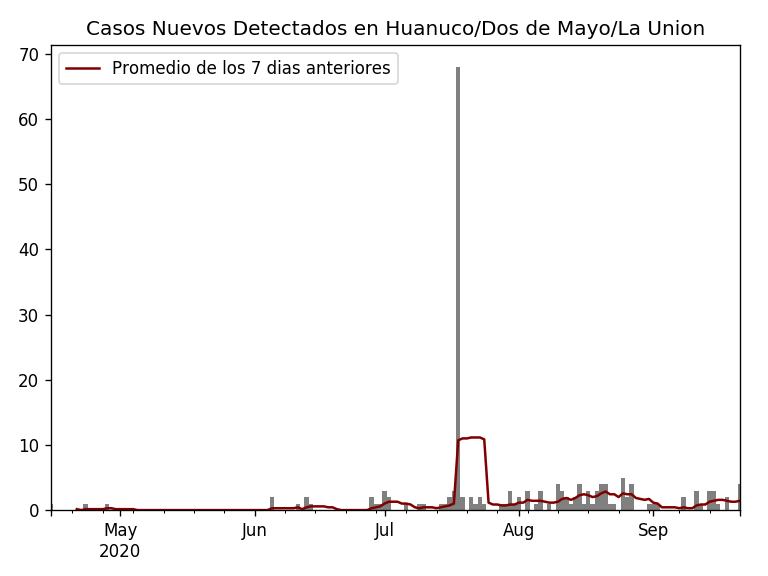 Casos Nuevos Detectados en Huanuco/Dos de Mayo/La Union
Promedio de los 7 dias anteriores
70
60
50
40
30
20
10
0
May
2020
Jun
Jul
Aug
Sep